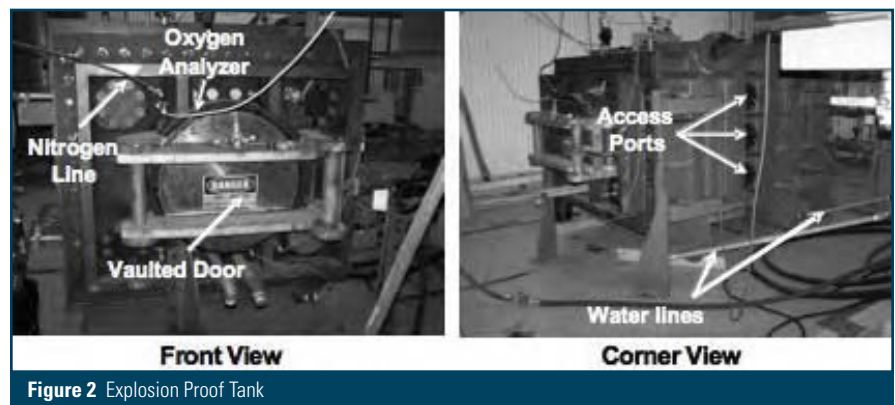 Oxygen
Analyzer
Nitrogen
Line
DANGER
Vaulted Door
Access
Ports
Water lines
Front View
Corner View
Figure 2 Explosion Proof Tank